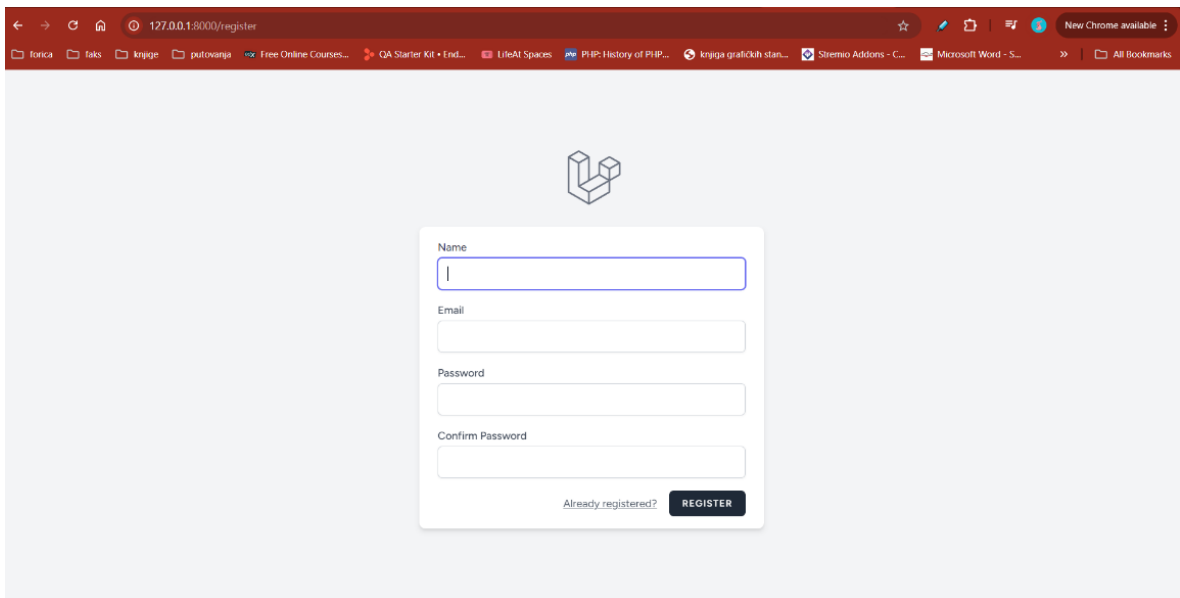 127.0.0.1:8000/register
New Chrome available
forica faks knjige putovanja Free Online Courses... QA Starter Kit • End... LifeAt Spaces php PHP: History of PHP... knjiga grafičkih stan... Stremio Addons - C... Microsoft Word - S... » All Bookmarks
Name
Email
Password
Confirm Password
Already registered? REGISTER